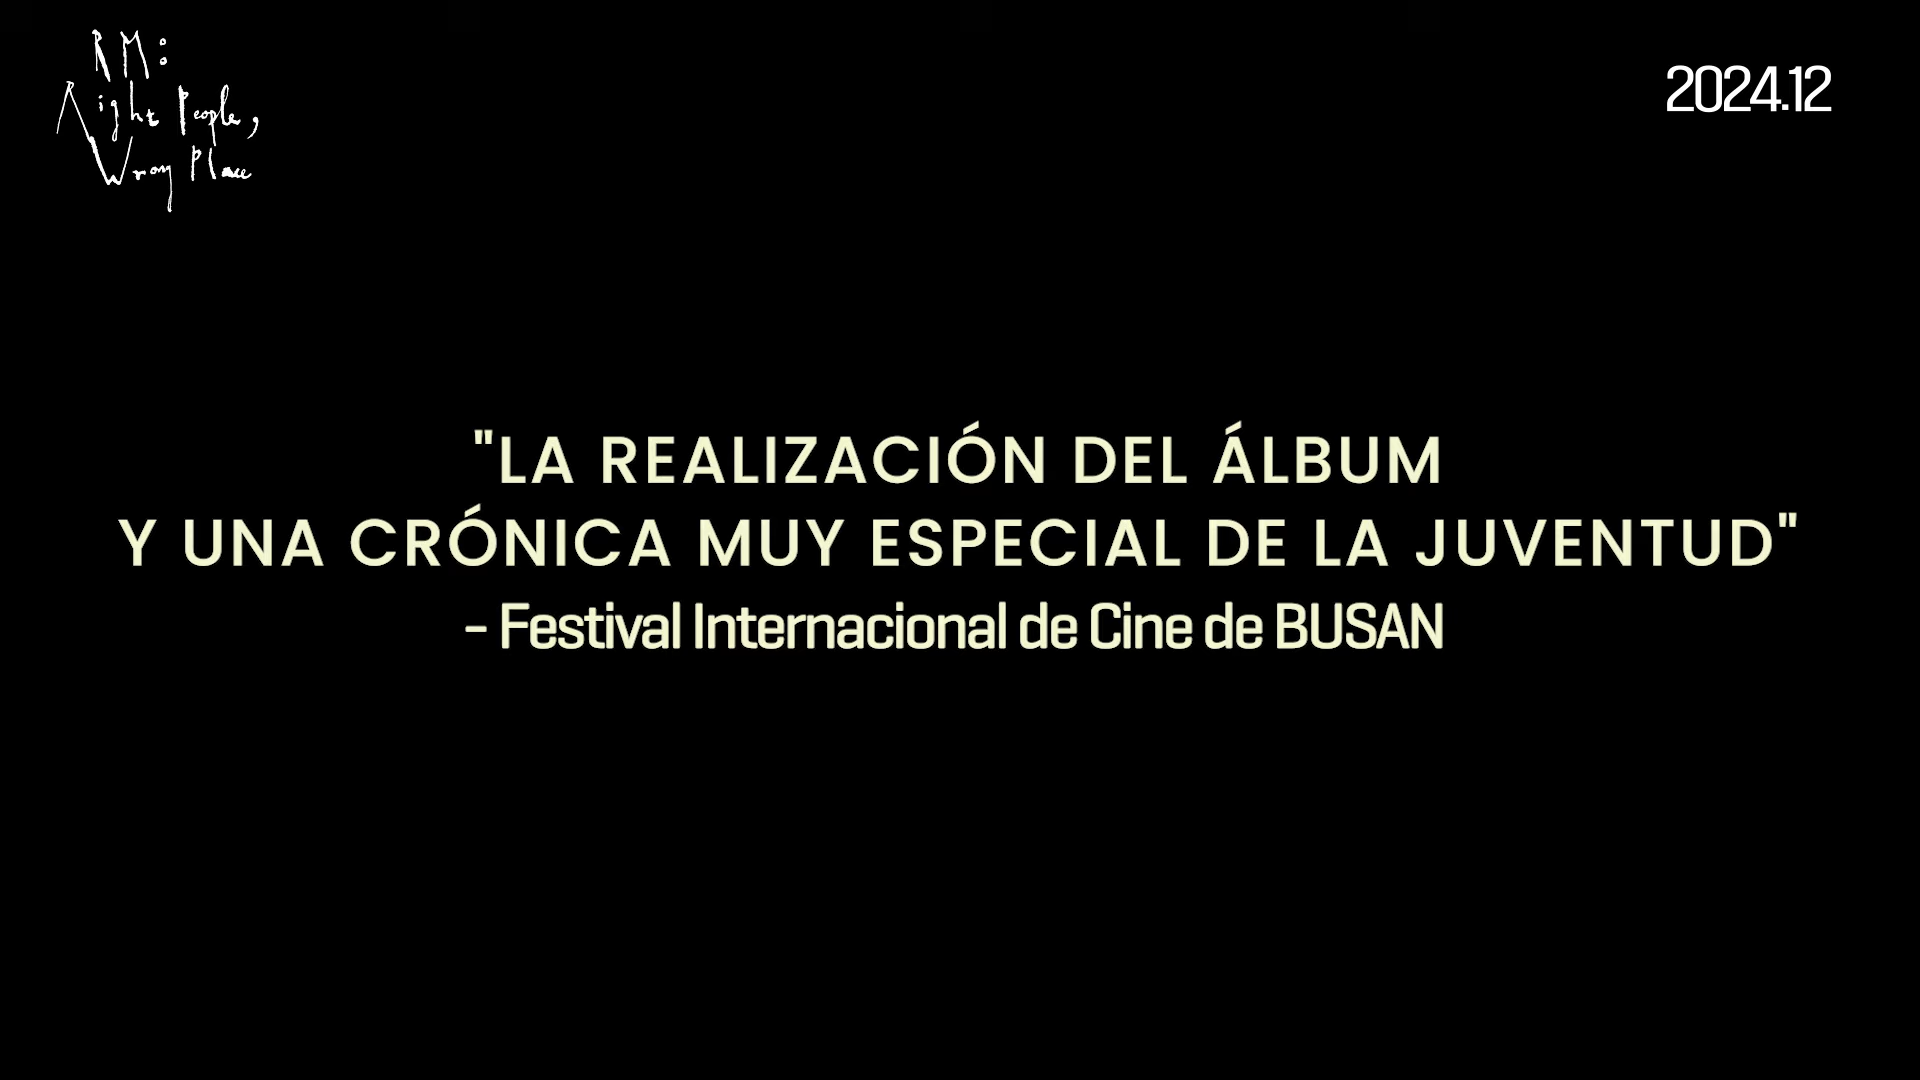 RM:
Right People,
Wrong Place
2024.12
"LA REALIZACIÓN DEL ÁLBUM
Y UNA CRÓNICA MUY ESPECIAL DE LA JUVENTUD"
- Festival Internacional de Cine de BUSAN